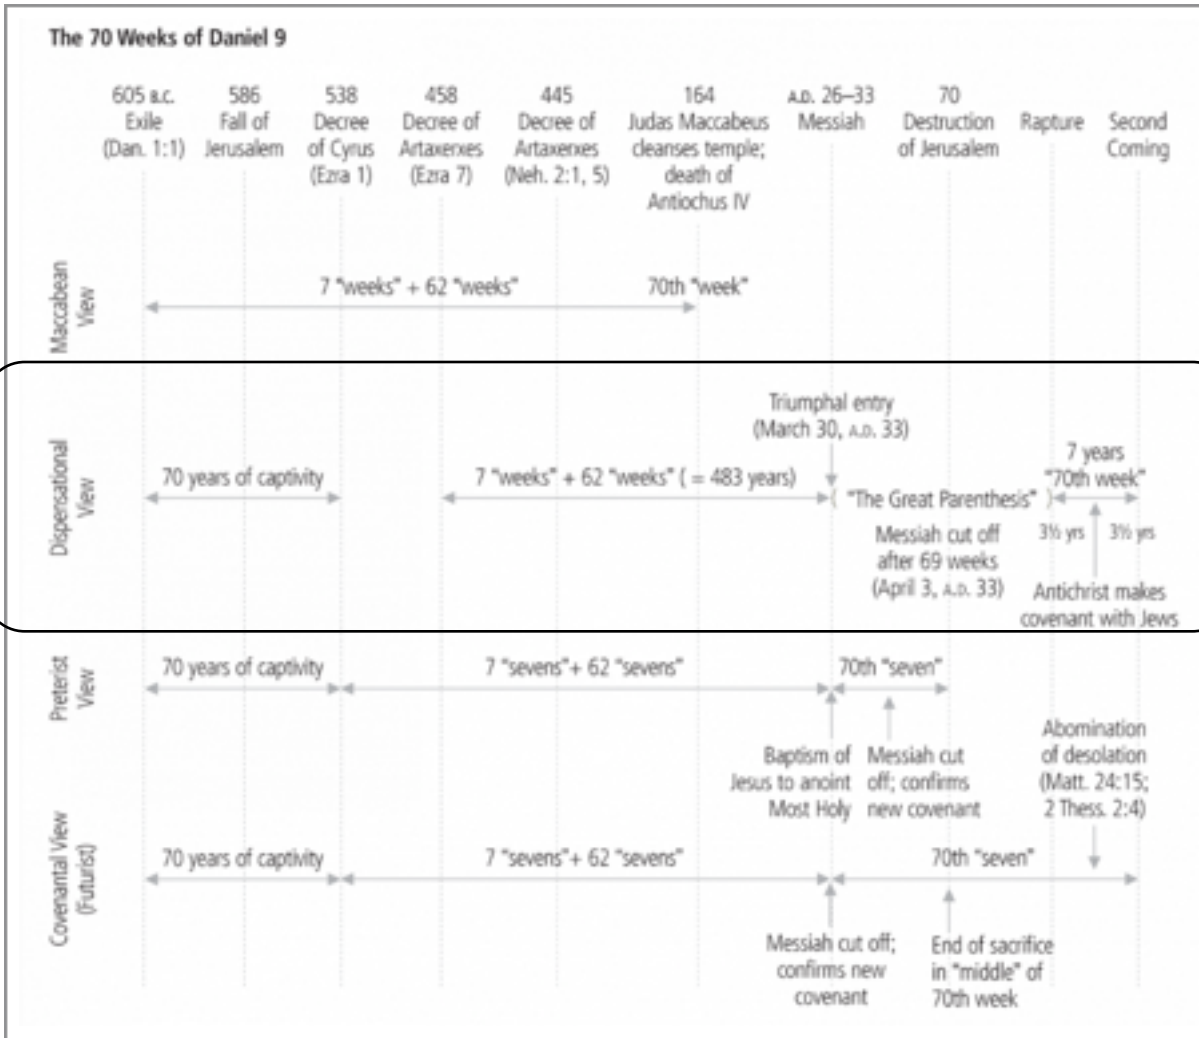 The 70 Weeks of Daniel 9
605 B.C.
Exile
(Dan. 1:1)
586
Fall of
Jerusalem
538
Decree
of Cyrus
(Ezra 1)
458
Decree of
Artaxerxes
(Ezra 7)
445
Decree of
Artaxerxes
(Neh. 2:1, 5)
164
Judas Maccabeus
cleanses temple;
death of
Antiochus IV
A.D. 26–33
Messiah
70
Destruction
of Jerusalem
Rapture
Second
Coming
Maccabean
View
7 "weeks" + 62 "weeks"
70th "week"
Dispensational
View
70 years of captivity
7 "weeks" + 62 "weeks" ( = 483 years)
Triumphal entry
(March 30, A.D. 33)
( "The Great Parenthesis" )
Messiah cut off
after 69 weeks
(April 3, A.D. 33)
7 years
"70th week"
3½ yrs
3½ yrs
Antichrist makes
covenant with Jews
Preterist
View
70 years of captivity
7 "sevens"+ 62 "sevens"
70th "seven"
Baptism of
Jesus to anoint
Most Holy
Messiah cut
off; confirms
new covenant
Abomination
of desolation
(Matt. 24:15;
2 Thess. 2:4)
Covenantal View
(Futurist)
70 years of captivity
7 "sevens"+ 62 "sevens"
70th "seven"
Messiah cut off;
confirms new
covenant
End of sacrifice
in "middle" of
70th week